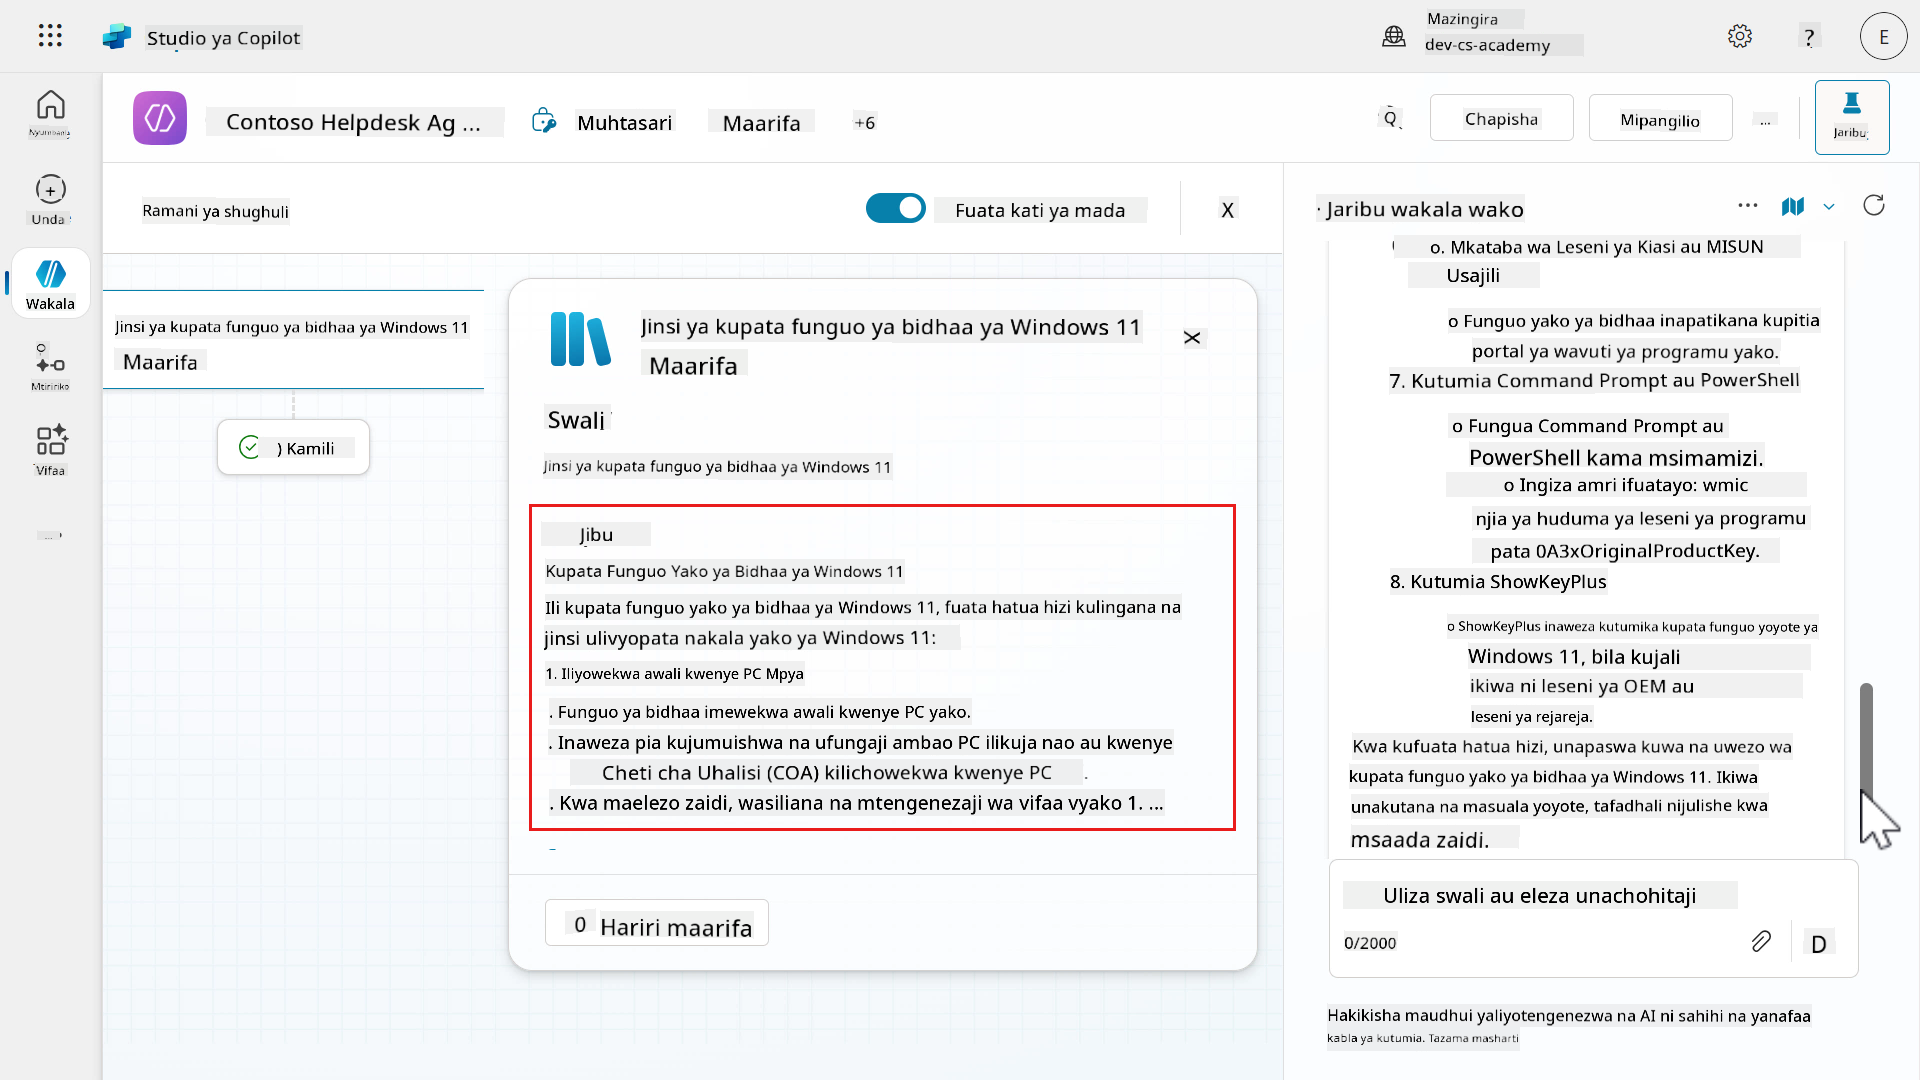 Studio ya Copilot
Mazingira
dev-cs-academy
?
E
Nyumbani
Unda
Wakala
Mtiririko
Vifaa
...
Contoso Helpdesk Ag ...
Muhtasari
Maarifa
+6
Chapisha
Mipangilio
...
Jaribu
Ramani ya shughuli
Fuata kati ya mada
X
Jinsi ya kupata funguo ya bidhaa ya Windows 11
Maarifa
) Kamili
Jinsi ya kupata funguo ya bidhaa ya Windows 11
Maarifa
Swali
Jinsi ya kupata funguo ya bidhaa ya Windows 11
Jibu
Kupata Funguo Yako ya Bidhaa ya Windows 11
Ili kupata funguo yako ya bidhaa ya Windows 11, fuata hatua hizi kulingana na
jinsi ulivyopata nakala yako ya Windows 11:
1. Iliyowekwa awali kwenye PC Mpya
. Funguo ya bidhaa imewekwa awali kwenye PC yako.
. Inaweza pia kujumuishwa na ufungaji ambao PC ilikuja nao au kwenye
Cheti cha Uhalisi (COA) kilichowekwa kwenye PC .
. Kwa maelezo zaidi, wasiliana na mtengenezaji wa vifaa vyako 1. ...
0 Hariri maarifa
· Jaribu wakala wako
o. Mkataba wa Leseni ya Kiasi au MISUN
Usajili
o Funguo yako ya bidhaa inapatikana kupitia
portal ya wavuti ya programu yako.
7. Kutumia Command Prompt au PowerShell
o Fungua Command Prompt au
PowerShell kama msimamizi.
o Ingiza amri ifuatayo: wmic
njia ya huduma ya leseni ya programu
pata 0A3xOriginalProductKey.
8. Kutumia ShowKeyPlus
o ShowKeyPlus inaweza kutumika kupata funguo yoyote ya
Windows 11, bila kujali
ikiwa ni leseni ya OEM au
leseni ya rejareja.
Kwa kufuata hatua hizi, unapaswa kuwa na uwezo wa
kupata funguo yako ya bidhaa ya Windows 11. Ikiwa
unakutana na masuala yoyote, tafadhali nijulishe kwa
msaada zaidi.
Uliza swali au eleza unachohitaji
0/2000
D
Hakikisha maudhui yaliyotengenezwa na AI ni sahihi na yanafaa
kabla ya kutumia. Tazama masharti